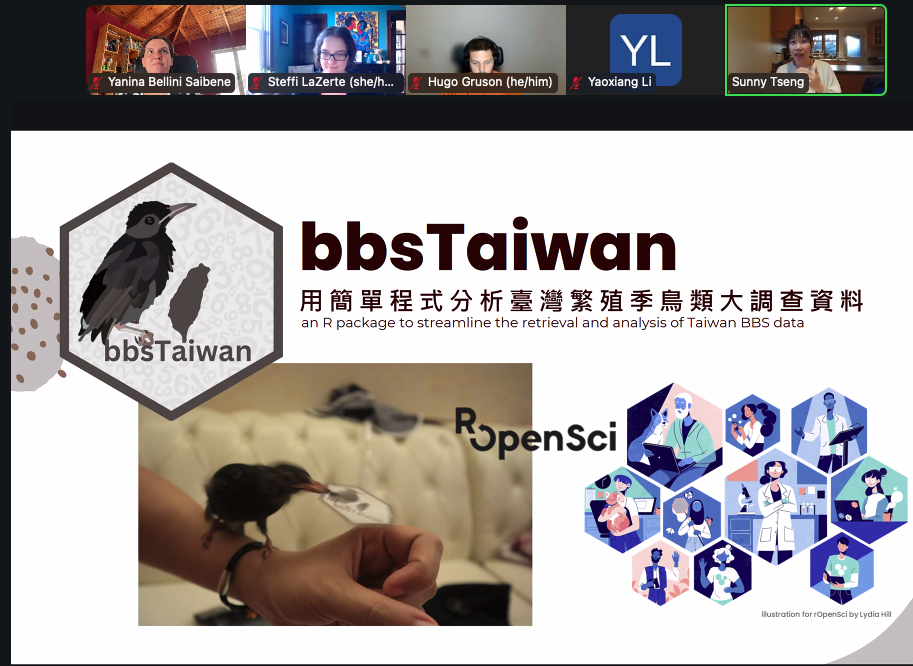 Yanina Bellini Saibene
Steffi LaZerte (she/h...
Hugo Gruson (he/him)
YL
Yaoxiang Li
Sunny Tseng
bbsTaiwan
用簡單程式分析臺灣繁殖季鳥類大調查資料
an R package to streamline the retrieval and analysis of Taiwan BBS data
bbsTaiwan
ROpenSci
illustration for rOpenSci by Lydia Hill